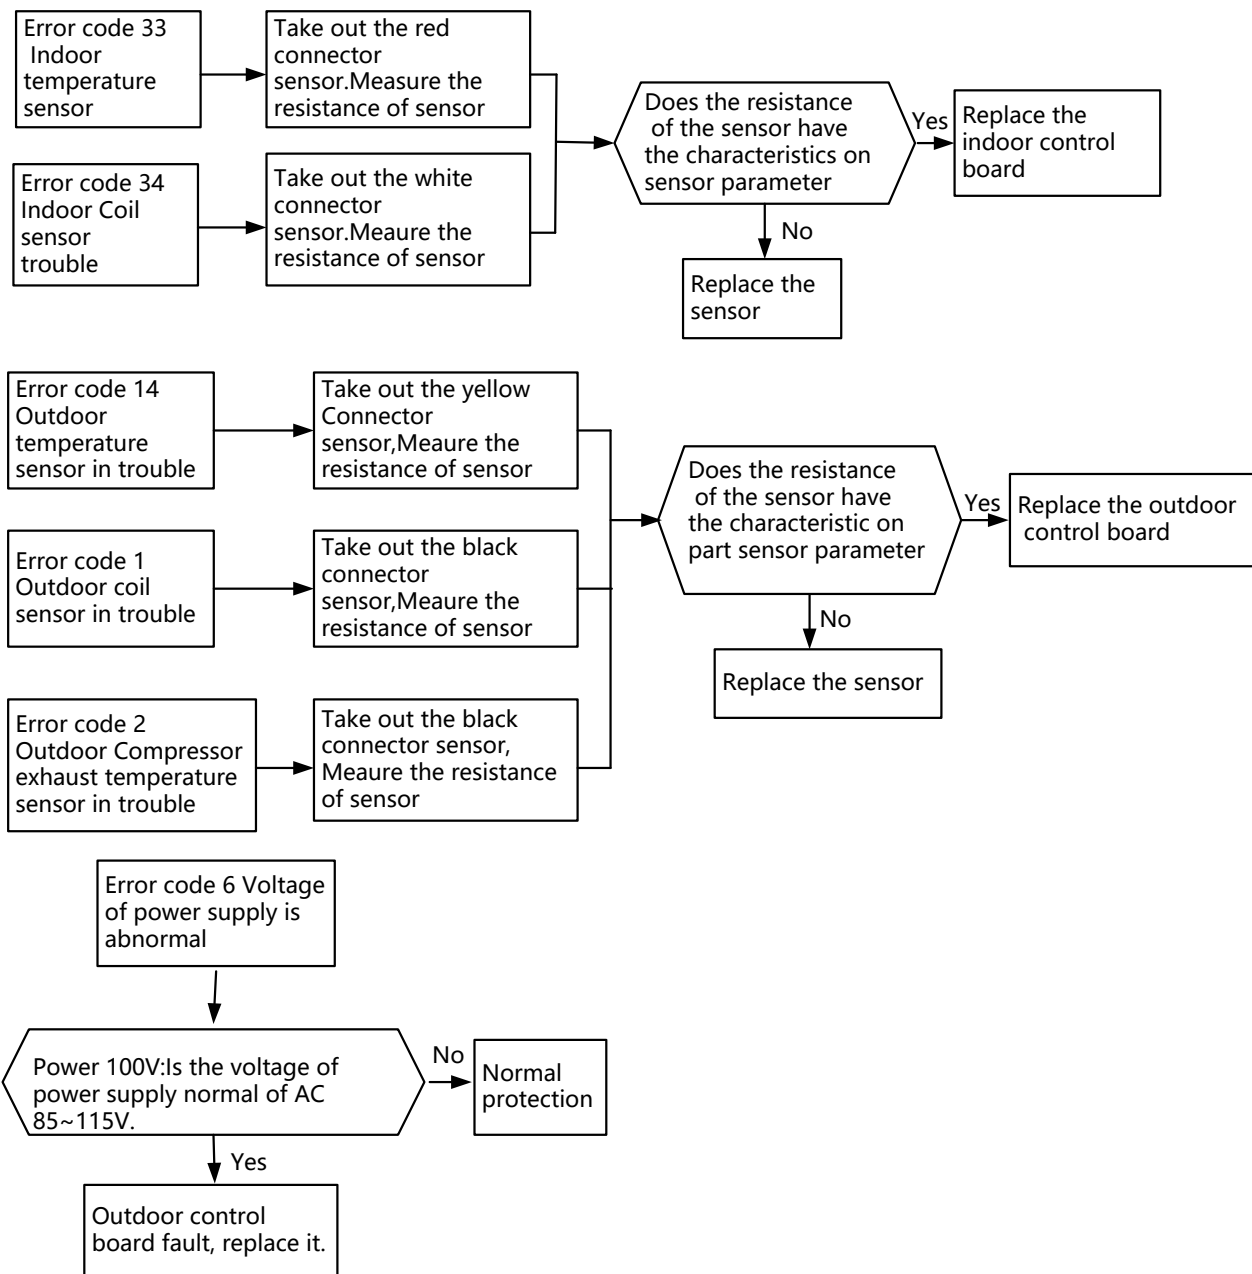 Error code 33
Indoor
temperature
sensor
Take out the red
connector
sensor.Measure the
resistance of sensor
Does the resistance
of the sensor have
the characteristics on
sensor parameter
Yes
Replace the
indoor control
board
Error code 34
Indoor Coil
sensor
trouble
Take out the white
connector
sensor.Meaure the
resistance of sensor
No
Replace the
sensor
Error code 14
Outdoor
temperature
sensor in trouble
Take out the yellow
Connector
sensor,Meaure the
resistance of sensor
Does the resistance
of the sensor have
the characteristic on
part sensor parameter
Yes
Replace the outdoor
control board
Error code 1
Outdoor coil
sensor in trouble
Take out the black
connector
sensor,Meaure the
resistance of sensor
No
Replace the sensor
Error code 2
Outdoor Compressor
exhaust temperature
sensor in trouble
Take out the black
connector sensor,
Meaure the resistance
of sensor
Error code 6 Voltage
of power supply is
abnormal
Power 100V:Is the voltage of
power supply normal of AC
85~115V.
No
Normal
protection
Yes
Outdoor control
board fault, replace it.